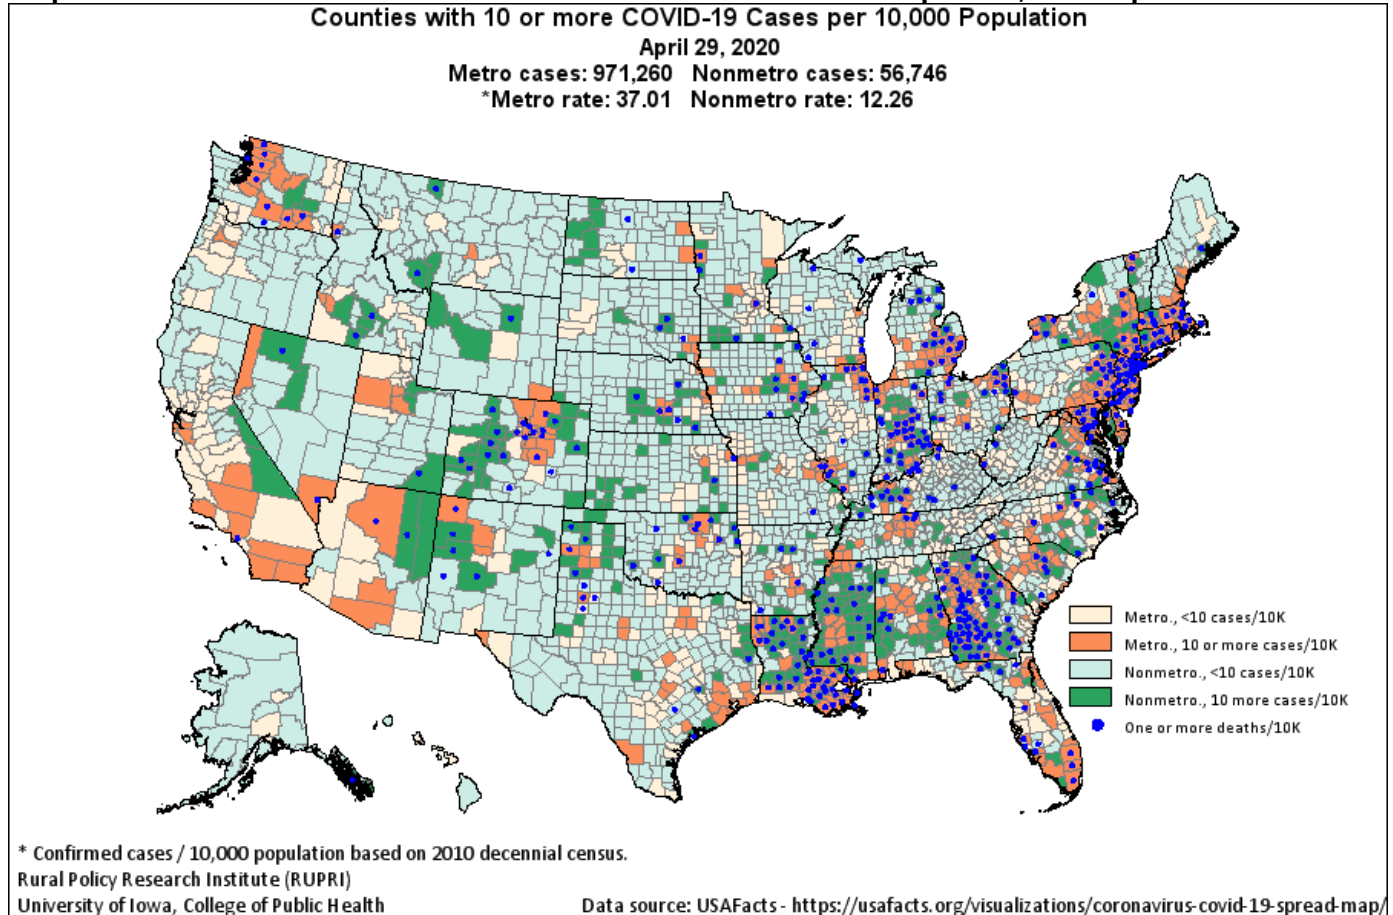 Counties with 10 or more COVID-19 Cases per 10,000 Population
April 29, 2020
Metro cases: 971,260 Nonmetro cases: 56,746
*Metro rate: 37.01 Nonmetro rate: 12.26
Metro., <10 cases/10K
Metro., 10 or more cases/10K
Nonmetro., <10 cases/10K
Nonmetro., 10 more cases/10K
One or more deaths/10K
* Confirmed cases / 10,000 population based on 2010 decennial census.
Rural Policy Research Institute (RUPRI)
University of Iowa, College of Public Health
Data source: USAFacts - https://usafacts.org/visualizations/coronavirus-covid-19-spread-map/